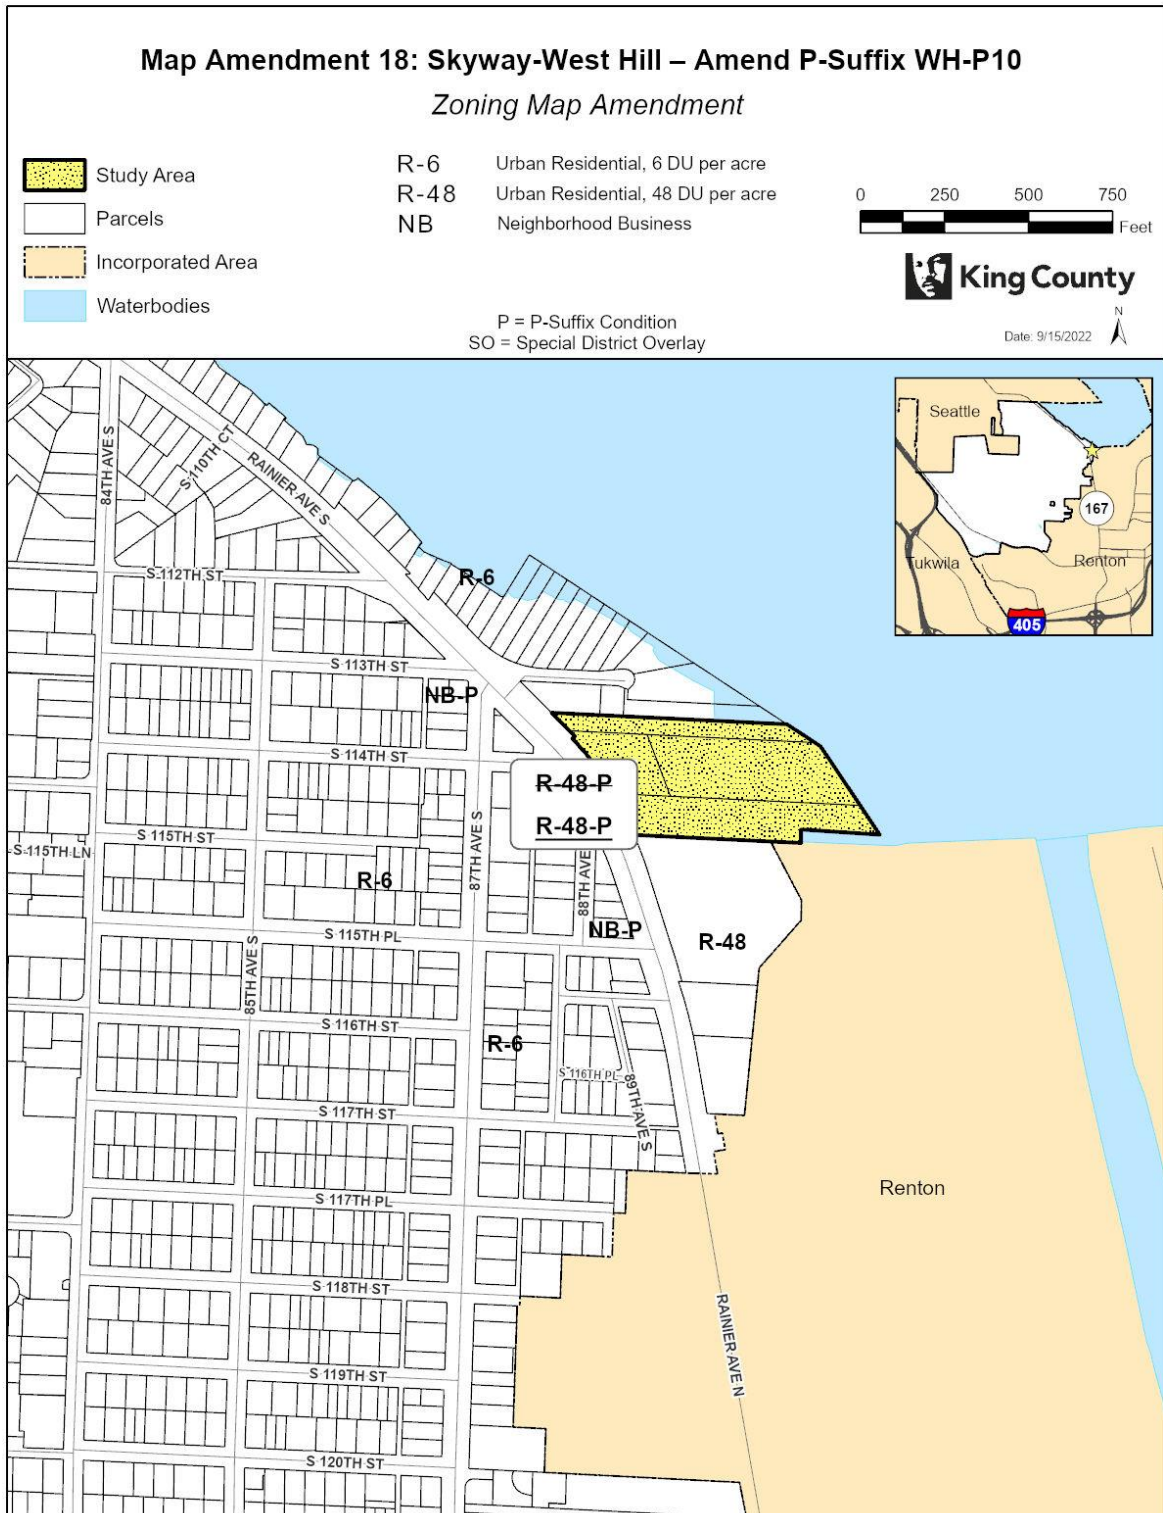 Map Amendment 18: Skyway-West Hill – Amend P-Suffix WH-P10
Zoning Map Amendment
Study Area
Parcels
Incorporated Area
Waterbodies
R-6 Urban Residential, 6 DU per acre
R-48 Urban Residential, 48 DU per acre
NB Neighborhood Business
P = P-Suffix Condition
SO = Special District Overlay
0 250 500 750
Feet
King County
N
Date: 9/15/2022
Seattle
167
Tukwila
Renton
405
84TH AVE S
S 110TH CT
RAINIER AVE S
S 112TH ST
R-6
S 113TH ST
NB-P
S 114TH ST
R-48-P
R-48-P
S 115TH ST
S 115TH LN
87TH AVE S
R-6
88TH AVE
NB-P
R-48
S 115TH PL
85TH AVE S
S 116TH ST
R-6
S 116TH PL
89TH AVE S
S 117TH ST
Renton
S 117TH PL
S 118TH ST
RAINIER AVE N
S 119TH ST
S 120TH ST